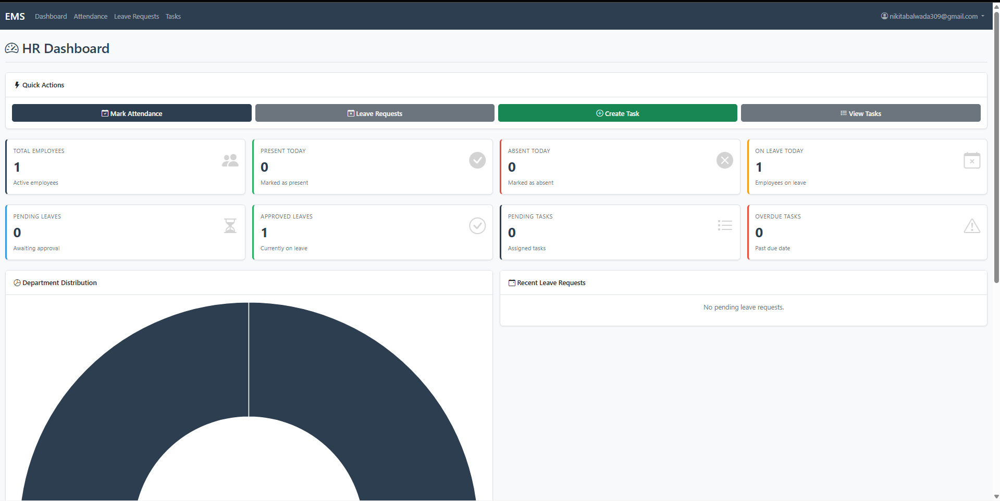 EMS Dashboard Attendance Leave Requests Tasks nikitabalwada309@gmail.com
HR Dashboard
Quick Actions
Mark Attendance Leave Requests Create Task View Tasks
TOTAL EMPLOYEES
1
Active employees
PRESENT TODAY
0
Marked as present
ABSENT TODAY
0
Marked as absent
ON LEAVE TODAY
1
Employees on leave
PENDING LEAVES
0
Awaiting approval
APPROVED LEAVES
1
Currently on leave
PENDING TASKS
0
Assigned tasks
OVERDUE TASKS
0
Past due date
Department Distribution
Recent Leave Requests
No pending leave requests.